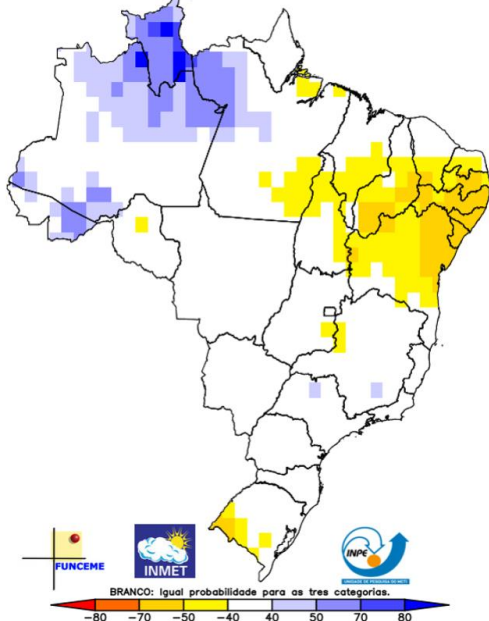 FUNCEME
INMET
INPE
UNIDADE DE PESQUISA DO MCTI
BRANCO: Igual probabilidade para as tres categorias.
−80 −70 −50 −40 40 50 70 80